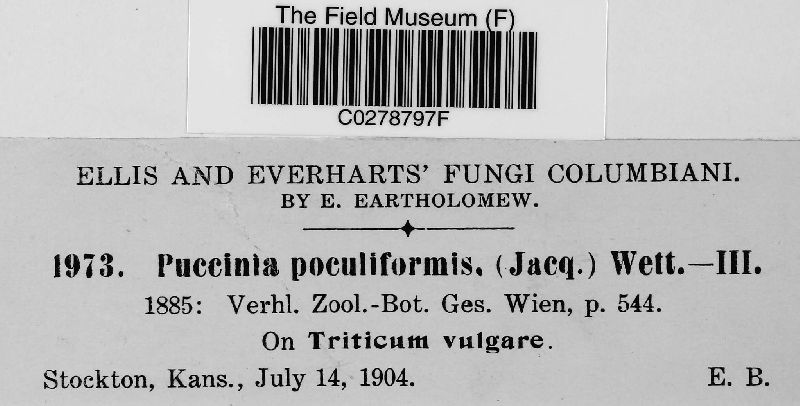 The Field Museum (F)
C0278797F
ELLIS AND EVERHARTS' FUNGI COLUMBIANI.
BY E. EARTHOLOMEW.
1973. Puccinia poculiformis. (Jacq.) Wett.—III.
1885: Verhl. Zool.-Bot. Ges. Wien, p. 544.
On Triticum vulgare.
Stockton, Kans., July 14, 1904. E. B.